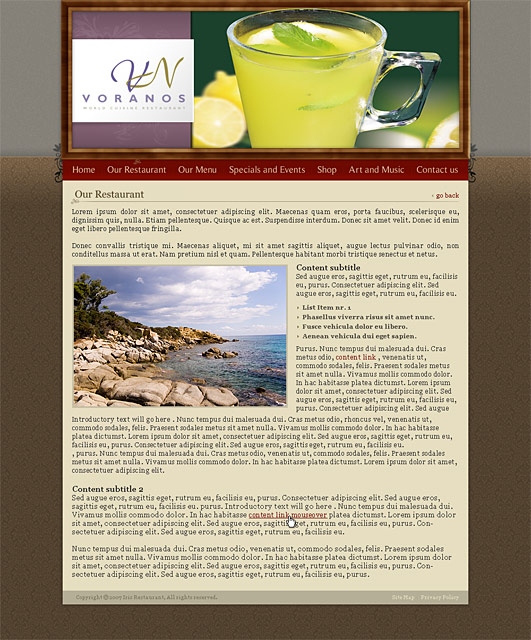 VORANOS
WORLD CUISINE RESTAURANT
Home Our Restaurant Our Menu Specials and Events Shop Art and Music Contact us
Our Restaurant
‹ go back
Lorem ipsum dolor sit amet, consectetuer adipiscing elit. Maecenas quam eros, porta faucibus, scelerisque eu,
dignissim quis, nulla. Etiam pellentesque. Quisque ac est. Suspendisse interdum. Donec sit amet velit. Donec id enim
eget libero pellentesque fringilla.
Donec convallis tristique mi. Maecenas aliquet, mi sit amet sagittis aliquet, augue lectus pulvinar odio, non
conditellus massa ut erat. Nam pretium nisl et quam. Pellentesque habitant morbi tristique senectus et netus.
Content subtitle
Sed augue eros, sagittis eget, rutrum eu, facilisis
eu, purus. Consectetuer adipiscing elit. Sed
augue eros, sagittis eget, rutrum eu, facilisis eu.
› List Item nr. 1
› Phasellus viverra risus sit amet nunc.
› Fusce vehicula dolor eu libero.
› Aenean vehicula dui eget sapien.
Purus. Nunc tempus dui malesuada dui. Cras
metus odio, content link , venenatis ut,
commodo sodales, felis. Praesent sodales metus
sit amet nulla. Vivamus mollis commodo dolor.
In hac habitasse platea dictumst. Lorem ipsum
dolor sit amet, consectetuer adipiscing elit. Sed
augue eros, sagittis eget, rutrum eu, facilisis eu,
purus. Consectetuer adipiscing elit. Sed augue
Introductory text will go here . Nunc tempus dui malesuada dui. Cras metus odio, rhoncus vel, venenatis ut,
commodo sodales, felis. Praesent sodales metus sit amet nulla. Vivamus mollis commodo dolor. In hac habitasse
platea dictumst. Lorem ipsum dolor sit amet, consectetuer adipiscing elit. Sed augue eros, sagittis eget, rutrum eu,
facilisis eu, purus. Consectetuer adipiscing elit. Sed augue eros, sagittis eget, rutrum eu, facilisis eu.
, purus. Nunc tempus dui malesuada dui. Cras metus odio, venenatis ut, commodo sodales, felis. Praesent sodales
metus sit amet nulla. Vivamus mollis commodo dolor. In hac habitasse platea dictumst. Lorem ipsum dolor sit amet,
consectetuer adipiscing elit.
Content subtitle 2
Sed augue eros, sagittis eget, rutrum eu, facilisis eu, purus. Consectetuer adipiscing elit. Sed augue eros,
sagittis eget, rutrum eu, facilisis eu. purus. Introductory text will go here . Nunc tempus dui malesuada dui.
Vivamus mollis commodo dolor. In hac habitasse content link mouseover platea dictumst. Lorem ipsum dolor
sit amet, consectetuer adipiscing elit. Sed augue eros, sagittis eget, rutrum eu, facilisis eu, purus. Con-
sectetuer adipiscing elit. Sed augue eros, sagittis eget, rutrum eu, facilisis eu.
Nunc tempus dui malesuada dui. Cras metus odio, venenatis ut, commodo sodales, felis. Praesent sodales
metus sit amet nulla. Vivamus mollis commodo dolor. In hac habitasse platea dictumst. Lorem ipsum dolor
sit amet, consectetuer adipiscing elit. Sed augue eros, sagittis eget, rutrum eu, facilisis eu, purus. Con-
sectetuer adipiscing elit. Sed augue eros, sagittis eget, rutrum eu, facilisis eu, purus.
Copyright @2007 Iris Restaurant. All rights reserved.
Site Map Privacy Policy